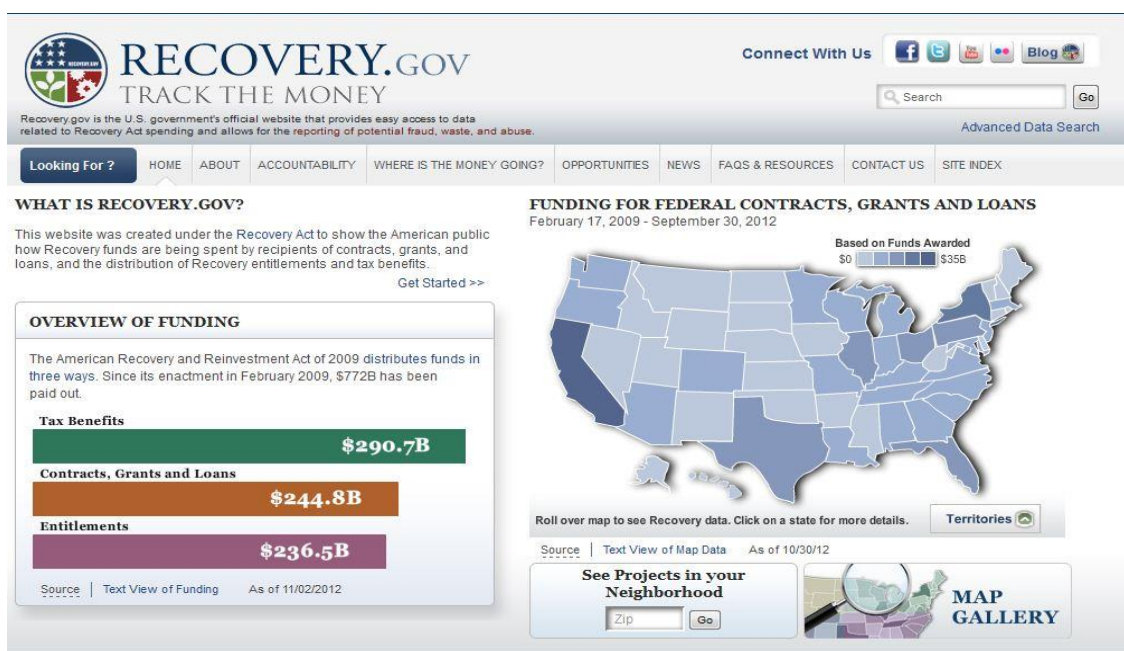 RECOVERY.GOV
TRACK THE MONEY
Recovery.gov is the U.S. government's official website that provides easy access to data
related to Recovery Act spending and allows for the reporting of potential fraud, waste, and abuse.
Connect With Us
Blog
Search
Go
Advanced Data Search
Looking For ?
HOME
ABOUT
ACCOUNTABILITY
WHERE IS THE MONEY GOING?
OPPORTUNITIES
NEWS
FAQS & RESOURCES
CONTACT US
SITE INDEX
WHAT IS RECOVERY.GOV?
This website was created under the Recovery Act to show the American public
how Recovery funds are being spent by recipients of contracts, grants, and
loans, and the distribution of Recovery entitlements and tax benefits.
Get Started >>
OVERVIEW OF FUNDING
The American Recovery and Reinvestment Act of 2009 distributes funds in
three ways. Since its enactment in February 2009, $772B has been
paid out.
Tax Benefits
$290.7B
Contracts, Grants and Loans
$244.8B
Entitlements
$236.5B
Source | Text View of Funding As of 11/02/2012
FUNDING FOR FEDERAL CONTRACTS, GRANTS AND LOANS
February 17, 2009 - September 30, 2012
Based on Funds Awarded
$0 $35B
Roll over map to see Recovery data. Click on a state for more details.
Territories
Source | Text View of Map Data As of 10/30/12
See Projects in your
Neighborhood
Zip
Go
MAP
GALLERY